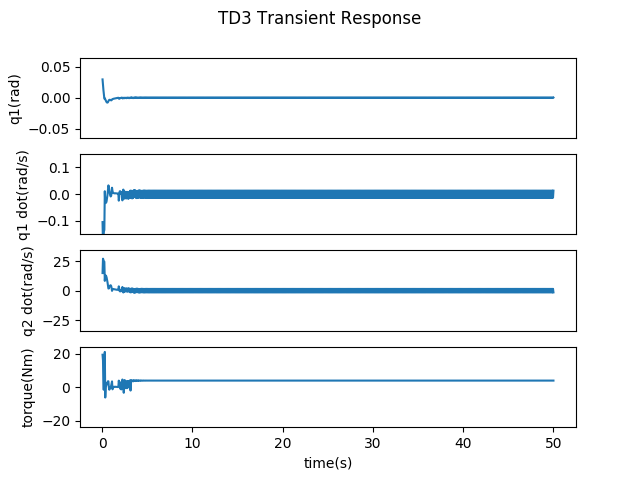 TD3 Transient Response
q1(rad)
0.05
0.00
−0.05
q1 dot(rad/s)
0.1
0.0
−0.1
q2 dot(rad/s)
25
0
−25
torque(Nm)
20
0
−20
0 10 20 30 40 50
time(s)